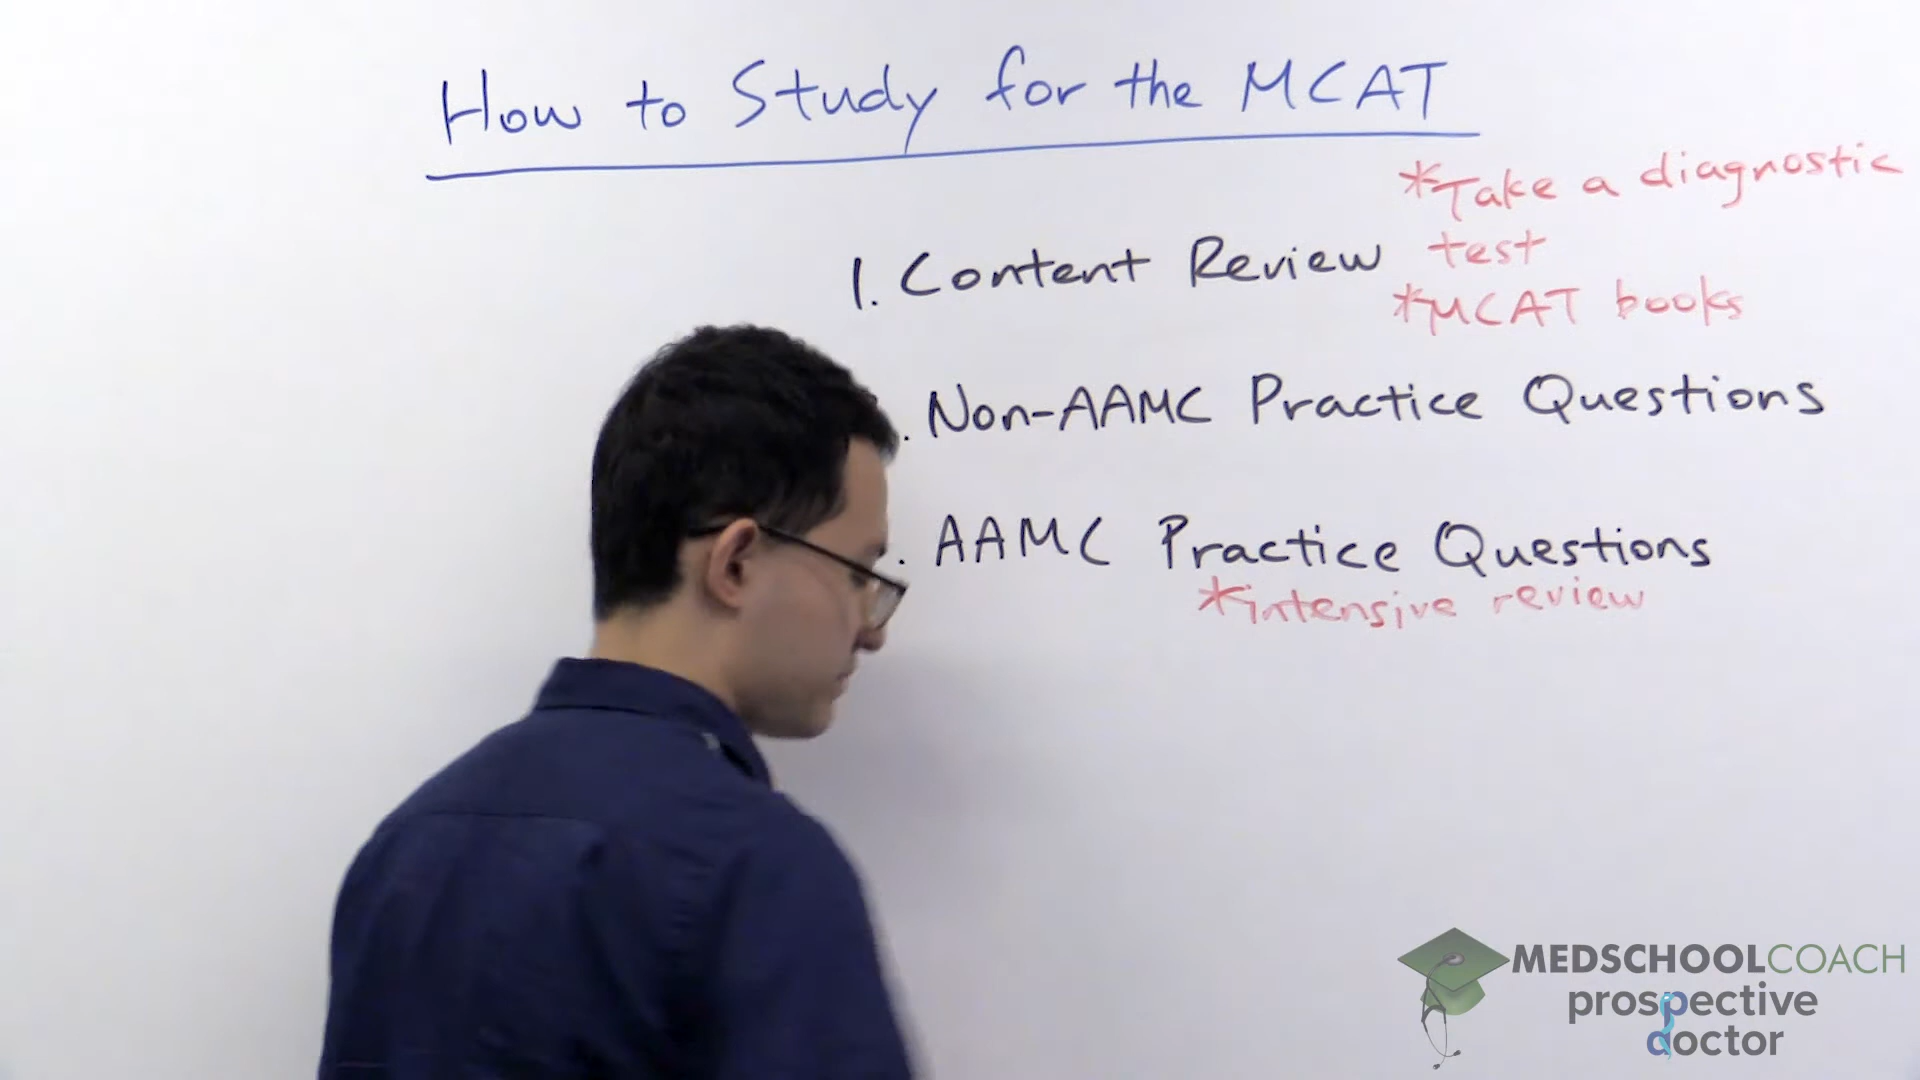 How to Study for the MCAT
*Take a diagnostic
test
1. Content Review
*MCAT books
. Non-AAMC Practice Questions
. AAMC Practice Questions
*intensive review
MEDSCHOOLCOACH
prospective
doctor